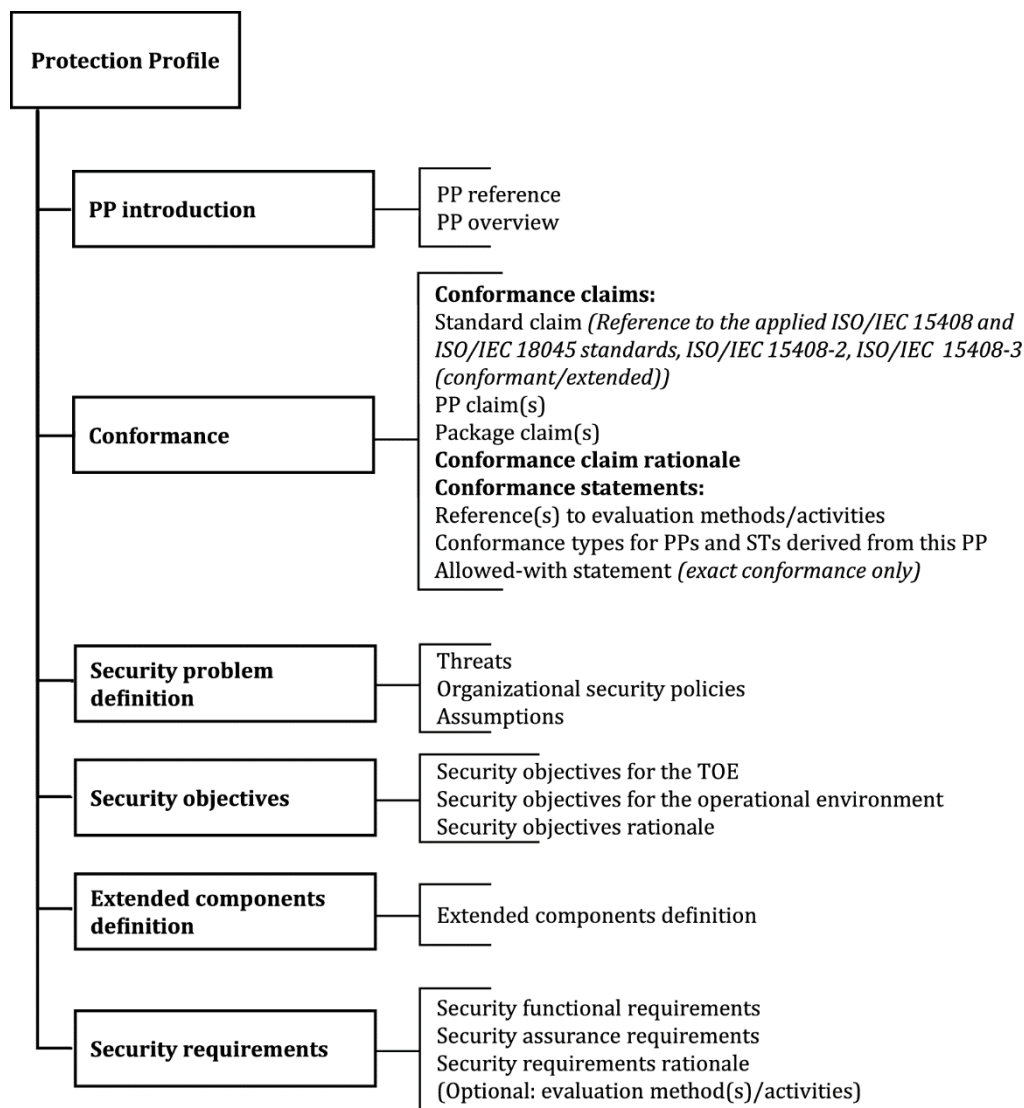 Protection Profile
PP introduction
PP reference
PP overview
Conformance
Conformance claims:
Standard claim (Reference to the applied ISO/IEC 15408 and
ISO/IEC 18045 standards, ISO/IEC 15408-2, ISO/IEC 15408-3
(conformant/extended))
PP claim(s)
Package claim(s)
Conformance claim rationale
Conformance statements:
Reference(s) to evaluation methods/activities
Conformance types for PPs and STs derived from this PP
Allowed-with statement (exact conformance only)
Security problem
definition
Threats
Organizational security policies
Assumptions
Security objectives
Security objectives for the TOE
Security objectives for the operational environment
Security objectives rationale
Extended components
definition
Extended components definition
Security requirements
Security functional requirements
Security assurance requirements
Security requirements rationale
(Optional: evaluation method(s)/activities)